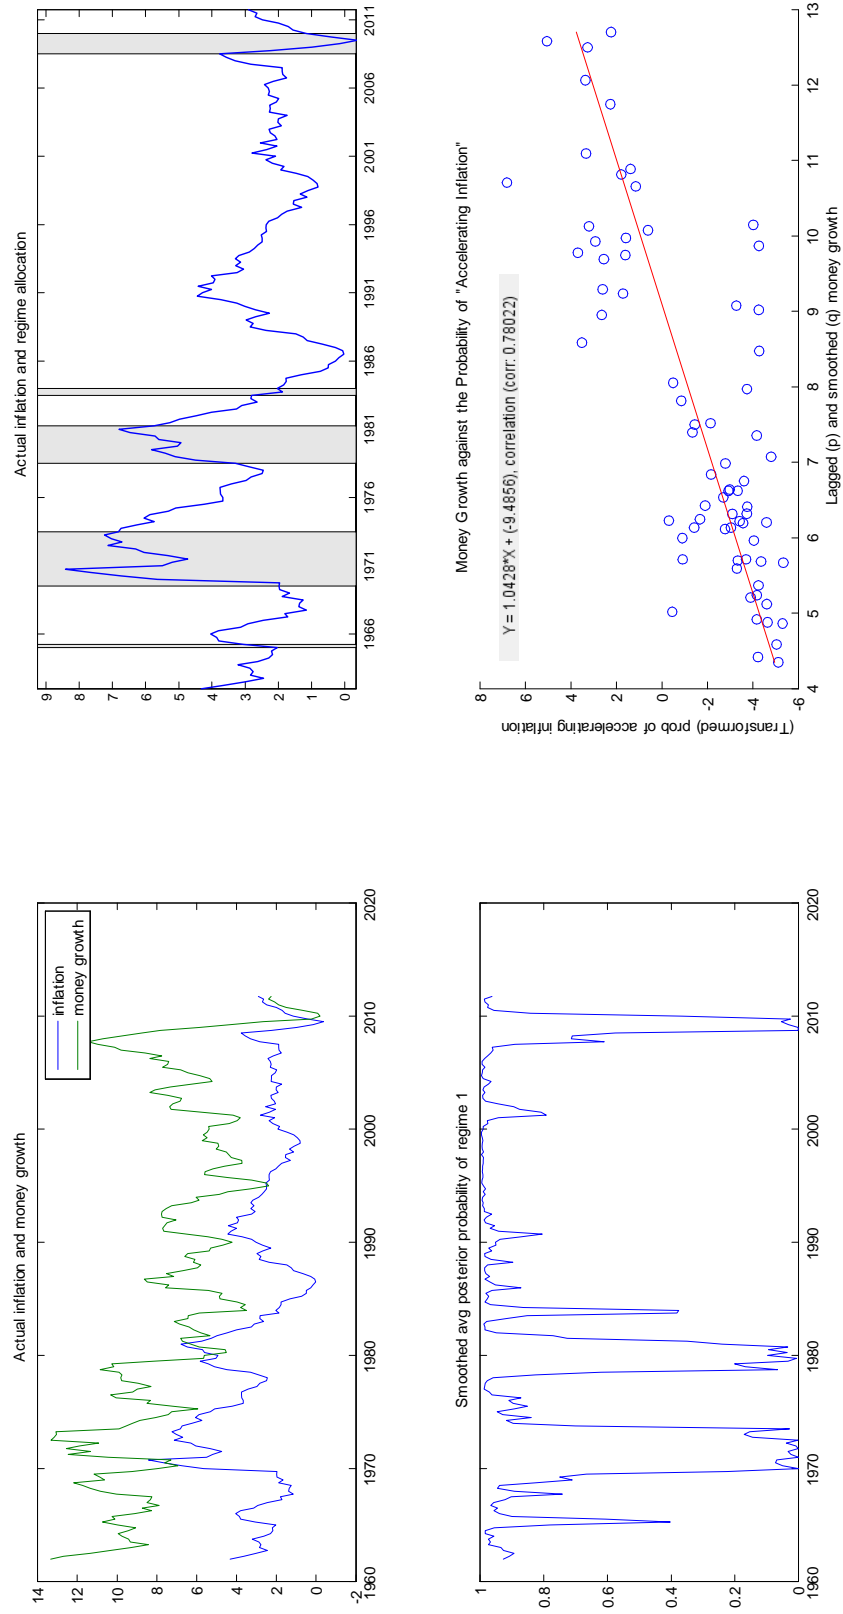 Actual inflation and money growth
14
12
10
8
6
4
2
0
-2
1960 1970 1980 1990 2000 2010 2020
inflation
money growth
Actual inflation and regime allocation
9
8
7
6
5
4
3
2
1
0
1966 1971 1976 1981 1986 1991 1996 2001 2006 2011
Smoothed avg posterior probability of regime 1
1
0.8
0.6
0.4
0.2
0
1960 1970 1980 1990 2000 2010 2020
Money Growth against the Probability of "Accelerating Inflation"
Y = 1.0428*X + (-9.4856), correlation (corr: 0.78022)
(Transformed) prob of accelerating inflation
8
6
4
2
0
-2
-4
-6
4 5 6 7 8 9 10 11 12 13
Lagged (p) and smoothed (q) money growth